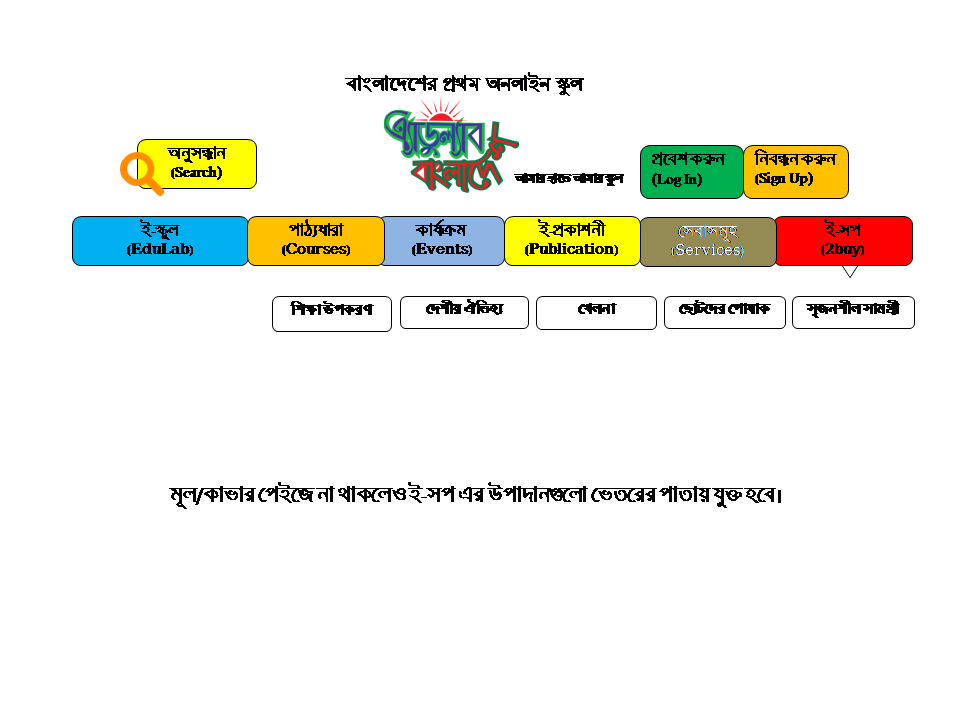 বাংলাদেশের প্রথম অনলাইন স্কুল
এ্যাডুল্যাব
বাংলাদেশ
আমার হাতে আমার স্কুল
অনুসন্ধান
(Search)
প্রবেশ করুন
(Log In)
নিবন্ধন করুন
(Sign Up)
ই-স্কুল
(EduLab)
পাঠ্যধারা
(Courses)
কার্যক্রম
(Events)
ই-প্রকাশনী
(Publication)
সেবাসমূহ
(Services)
ই-সপ
(2buy)
শিক্ষা উপকরণ
দেশীয় ঐতিহ্য
খেলনা
ছোটদের পোষাক
সৃজনশীল সামগ্রী
মূল/কাভার পেইজে না থাকলেও ই-সপ এর উপাদানগুলো ভেতরের পাতায় যুক্ত হবে।